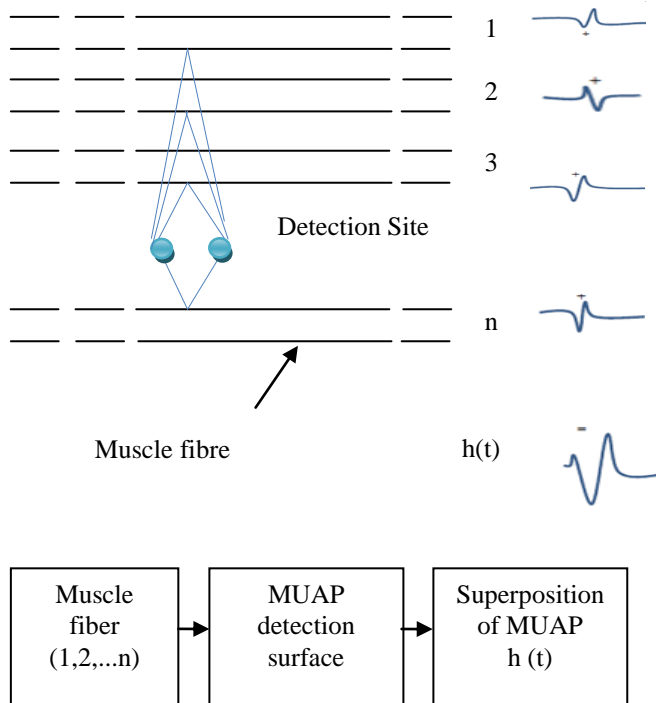 1
+
+
2
+
3
Detection Site
+
n
Muscle fibre
h(t)
=
Muscle
fiber
(1,2,...n)
MUAP
detection
surface
Superposition
of MUAP
h (t)